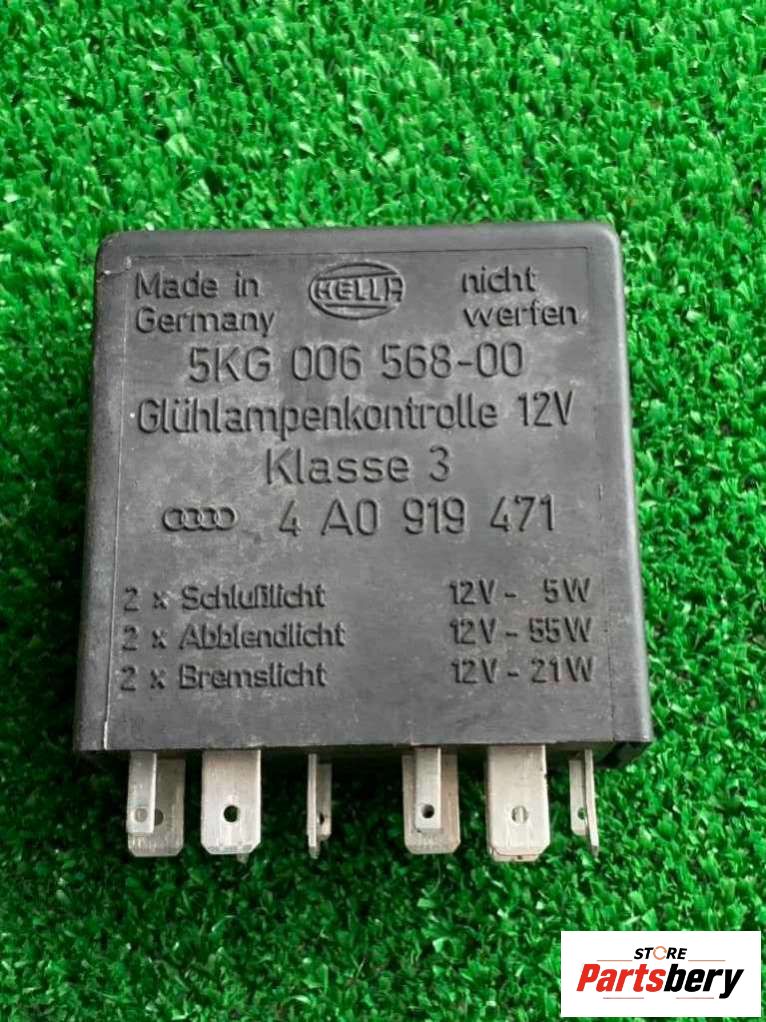 Made in HELLA nicht
Germany werfen
5KG 006 568-00
Glühlampenkontrolle 12V
Klasse 3
4 A0 919 471
2 x Schlußlicht 12V - 5W
2 x Abblendlicht 12V - 55W
2 x Bremslicht 12V - 21W
STORE
Partsbery